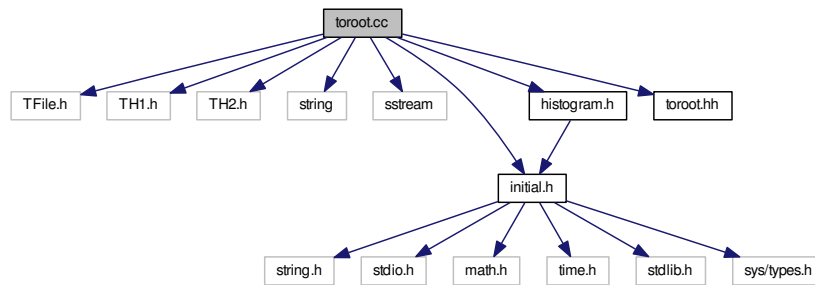 toroot.cc
TFile.h
TH1.h
TH2.h
string
sstream
histogram.h
toroot.hh
initial.h
string.h
stdio.h
math.h
time.h
stdlib.h
sys/types.h